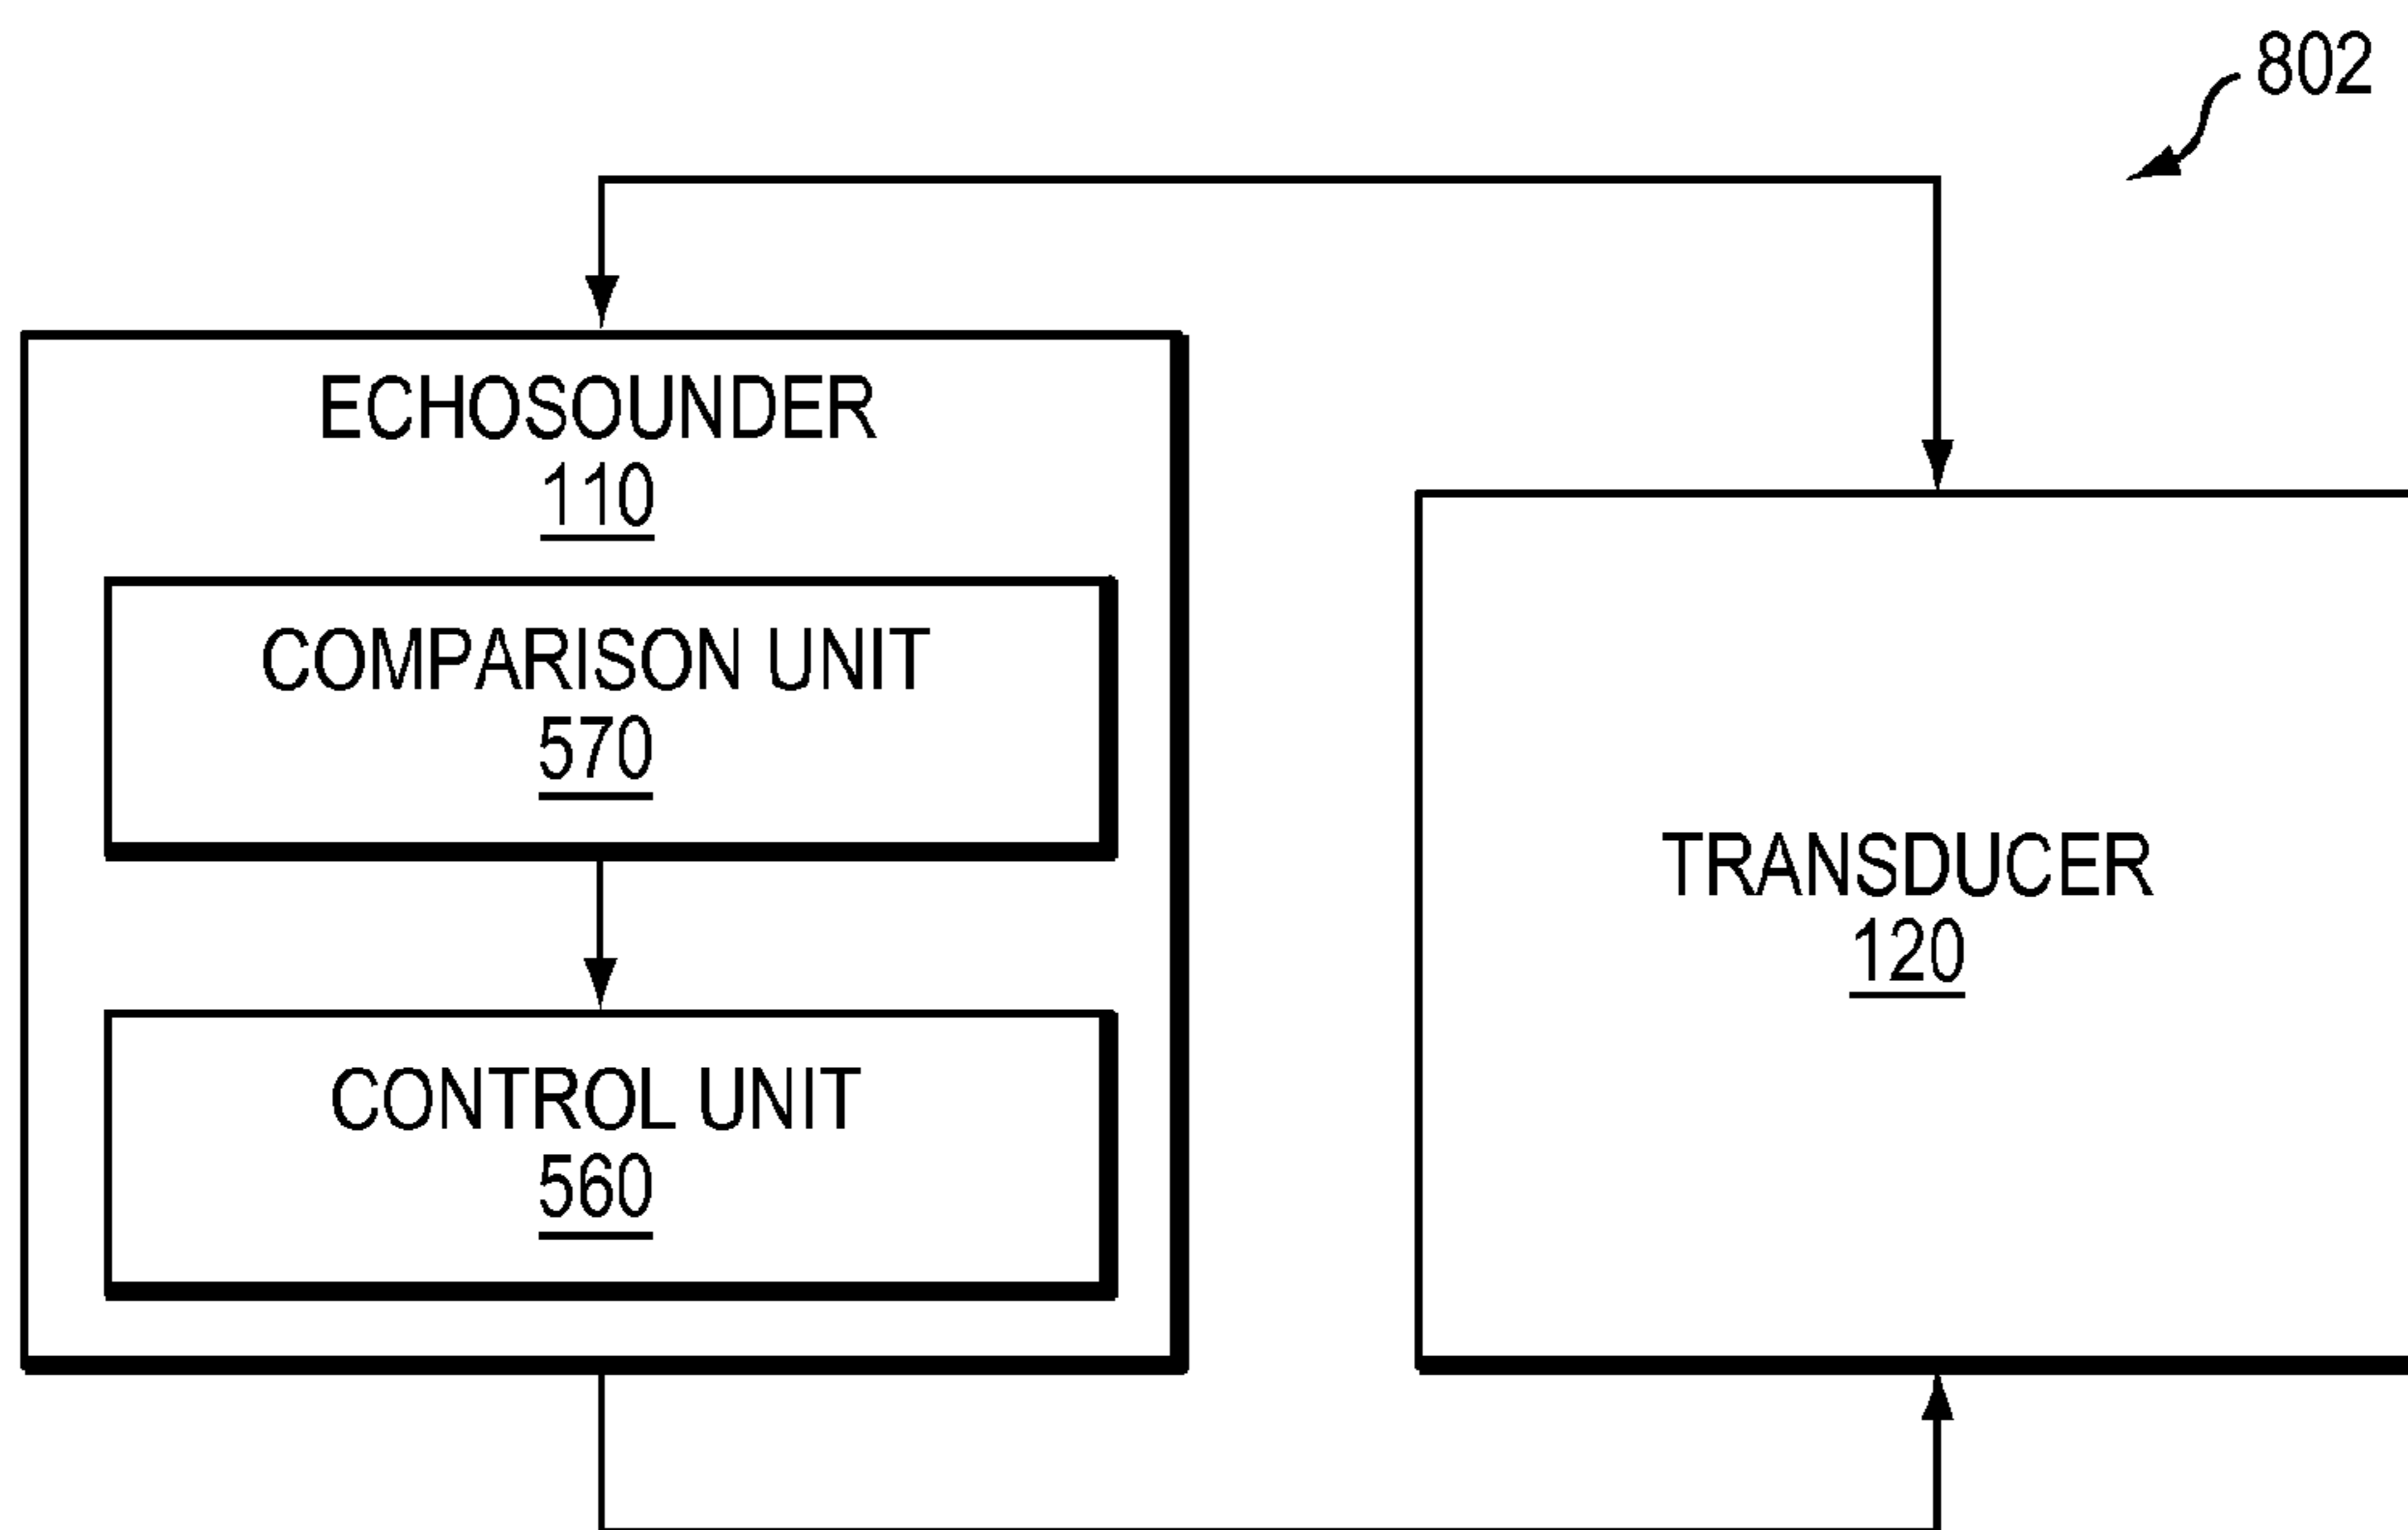 802
ECHOSOUNDER
110
COMPARISON UNIT
570
CONTROL UNIT
560
TRANSDUCER
120